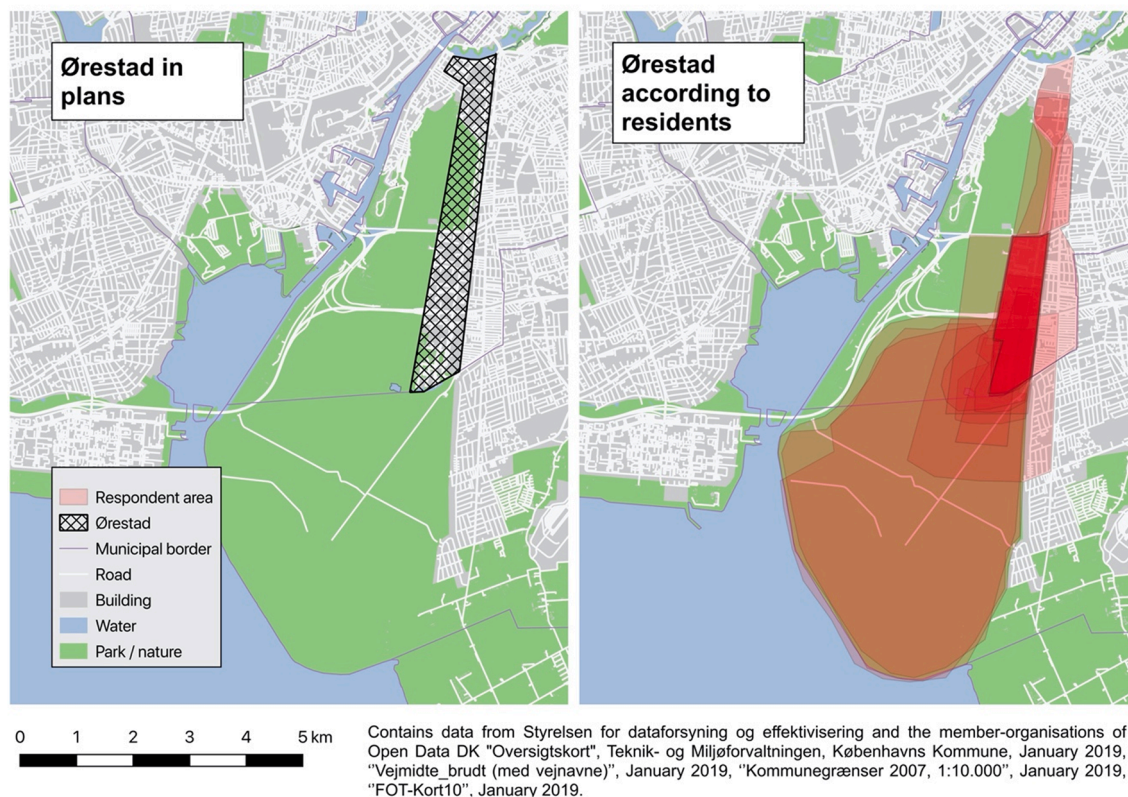 Ørestad in
plans
Ørestad
according to
residents
Respondent area
Ørestad
Municipal border
Road
Building
Water
Park / nature
0 1 2 3 4 5 km
Contains data from Styrelsen for dataforsyning og effektivisering and the member-organisations of
Open Data DK "Oversigtskort", Teknik- og Miljøforvaltningen, Københavns Kommune, January 2019,
‘‘Vejmidte_brudt (med vejnavne)’’, January 2019, ‘‘Kommunegrænser 2007, 1:10.000’’, January 2019,
‘‘FOT-Kort10’’, January 2019.